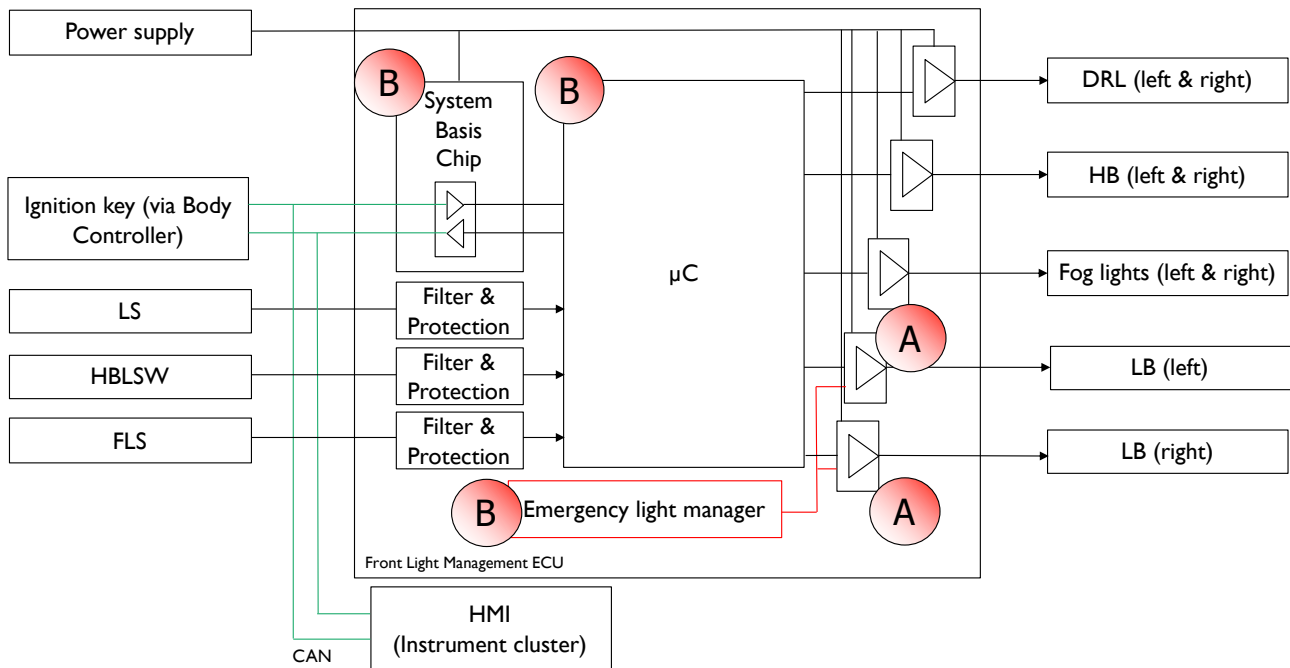 Power supply
B
System
Basis
Chip
B
DRL (left & right)
HB (left & right)
Ignition key (via Body
Controller)
µC
Fog lights (left & right)
LS
Filter &
Protection
A
HBLSW
Filter &
Protection
LB (left)
FLS
Filter &
Protection
LB (right)
B
Emergency light manager
A
Front Light Management ECU
HMI
(Instrument cluster)
CAN